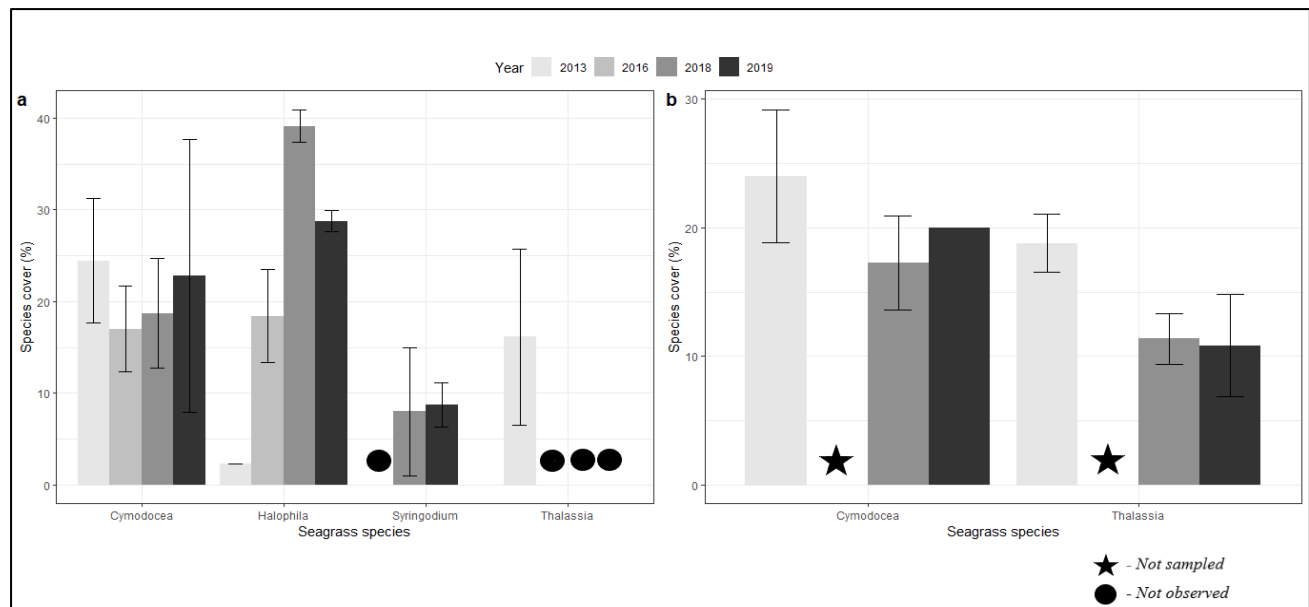 Year 2013 2016 2018 2019
a
Species cover (%)
40
30
20
10
0
Cymodocea Halophila Syringodium Thalassia
Seagrass species
b
Species cover (%)
30
20
10
0
Cymodocea Thalassia
Seagrass species
- Not sampled
- Not observed